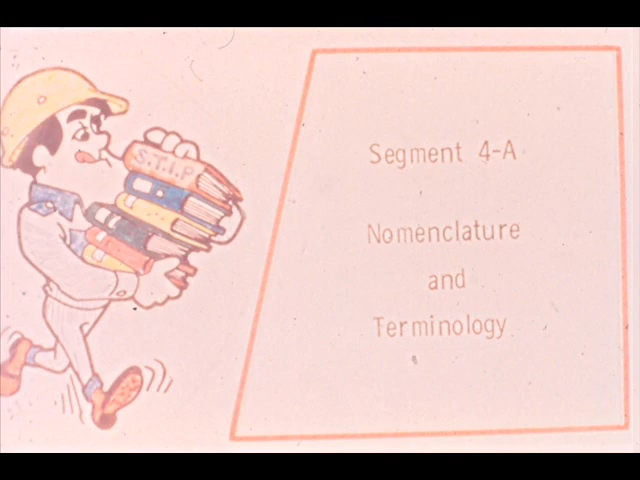 S.T.I.P
Segment 4-A
Nomenclature
and
Terminology